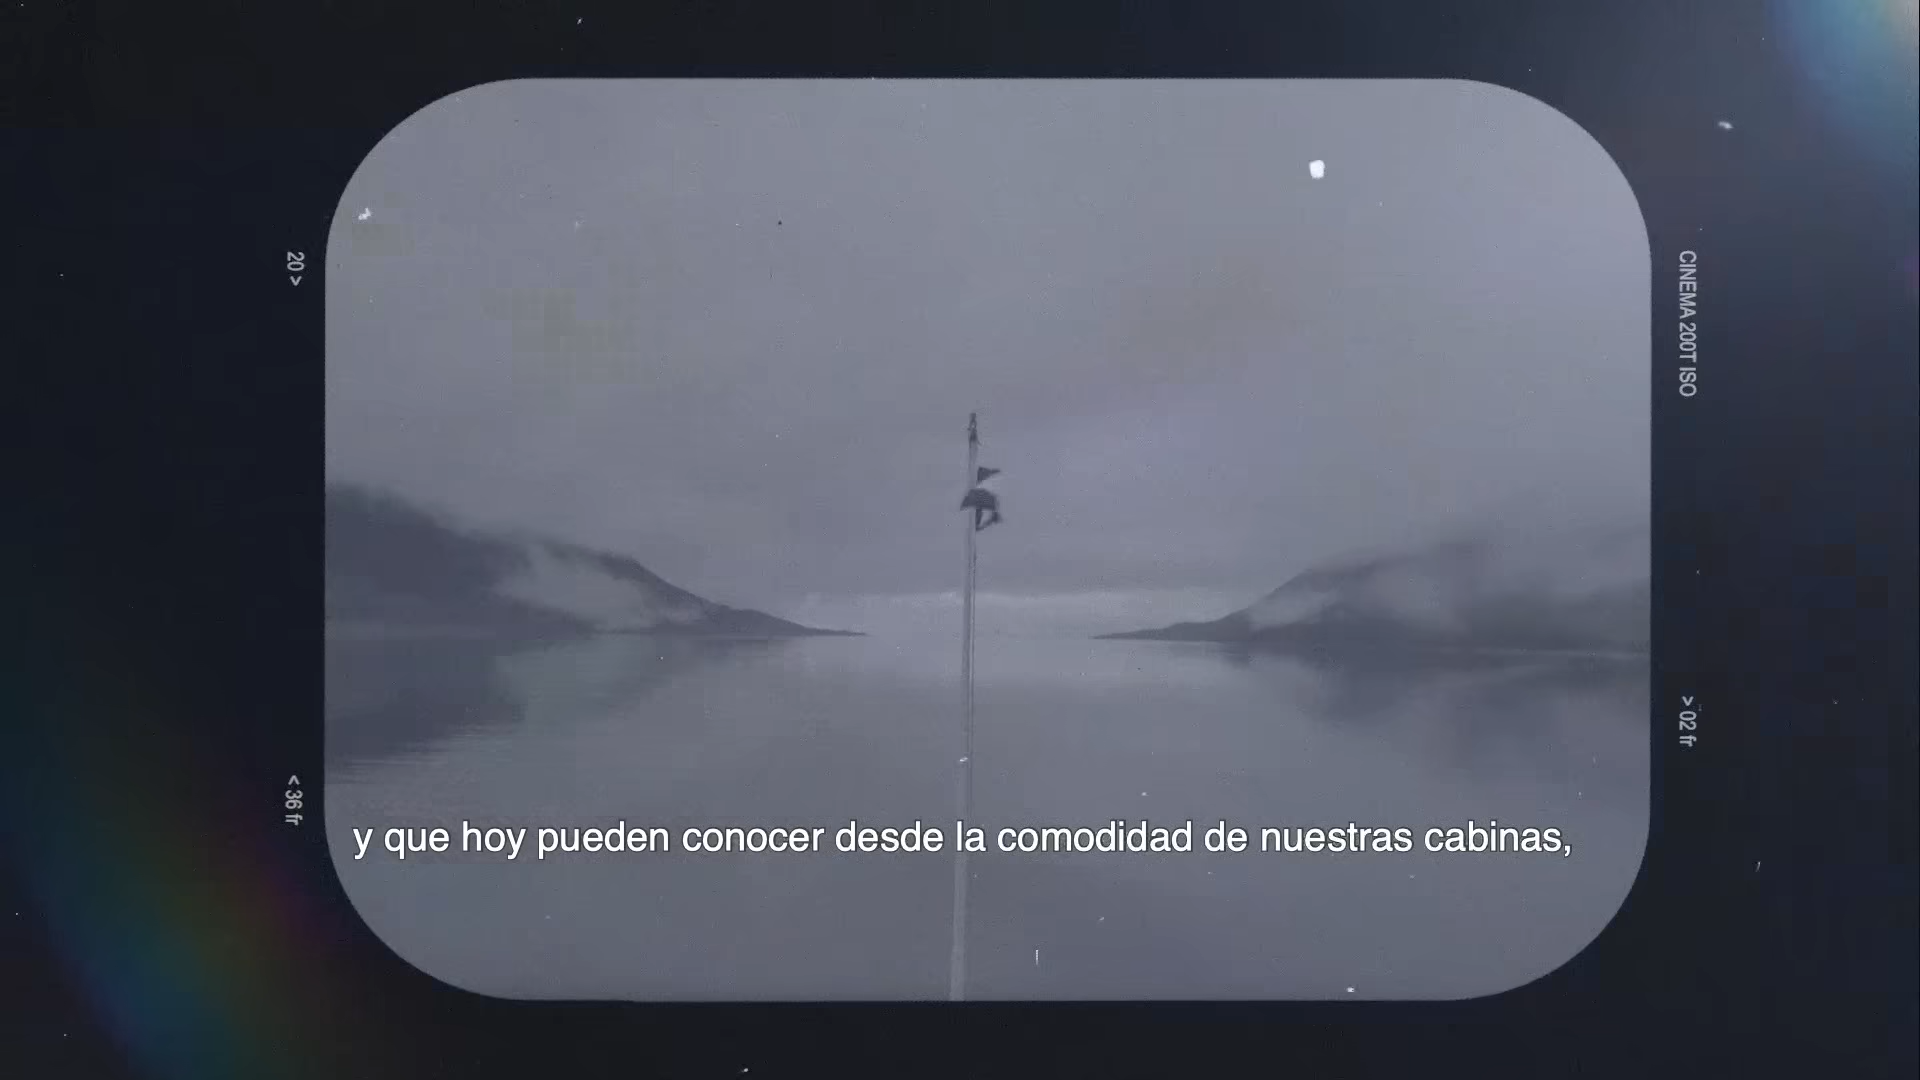 20 >
CINEMA 200T ISO
> 02 fr
< 36 fr
y que hoy pueden conocer desde la comodidad de nuestras cabinas,